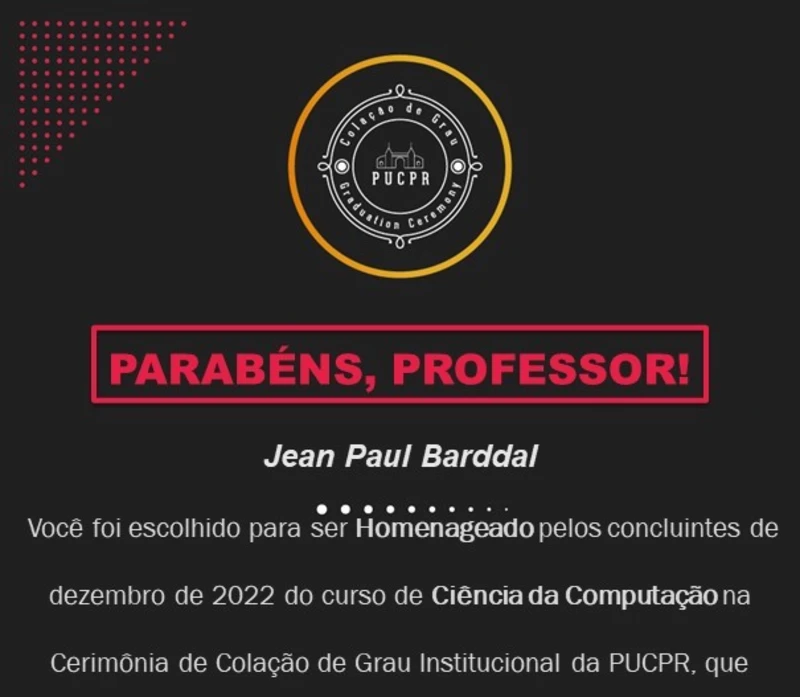 Colação de Grau
PUCPR
Graduation Ceremony
PARABÉNS, PROFESSOR!
Jean Paul Barddal
Você foi escolhido para ser Homenageado pelos concluintes de
dezembro de 2022 do curso de Ciência da Computação na
Cerimônia de Colação de Grau Institucional da PUCPR, que